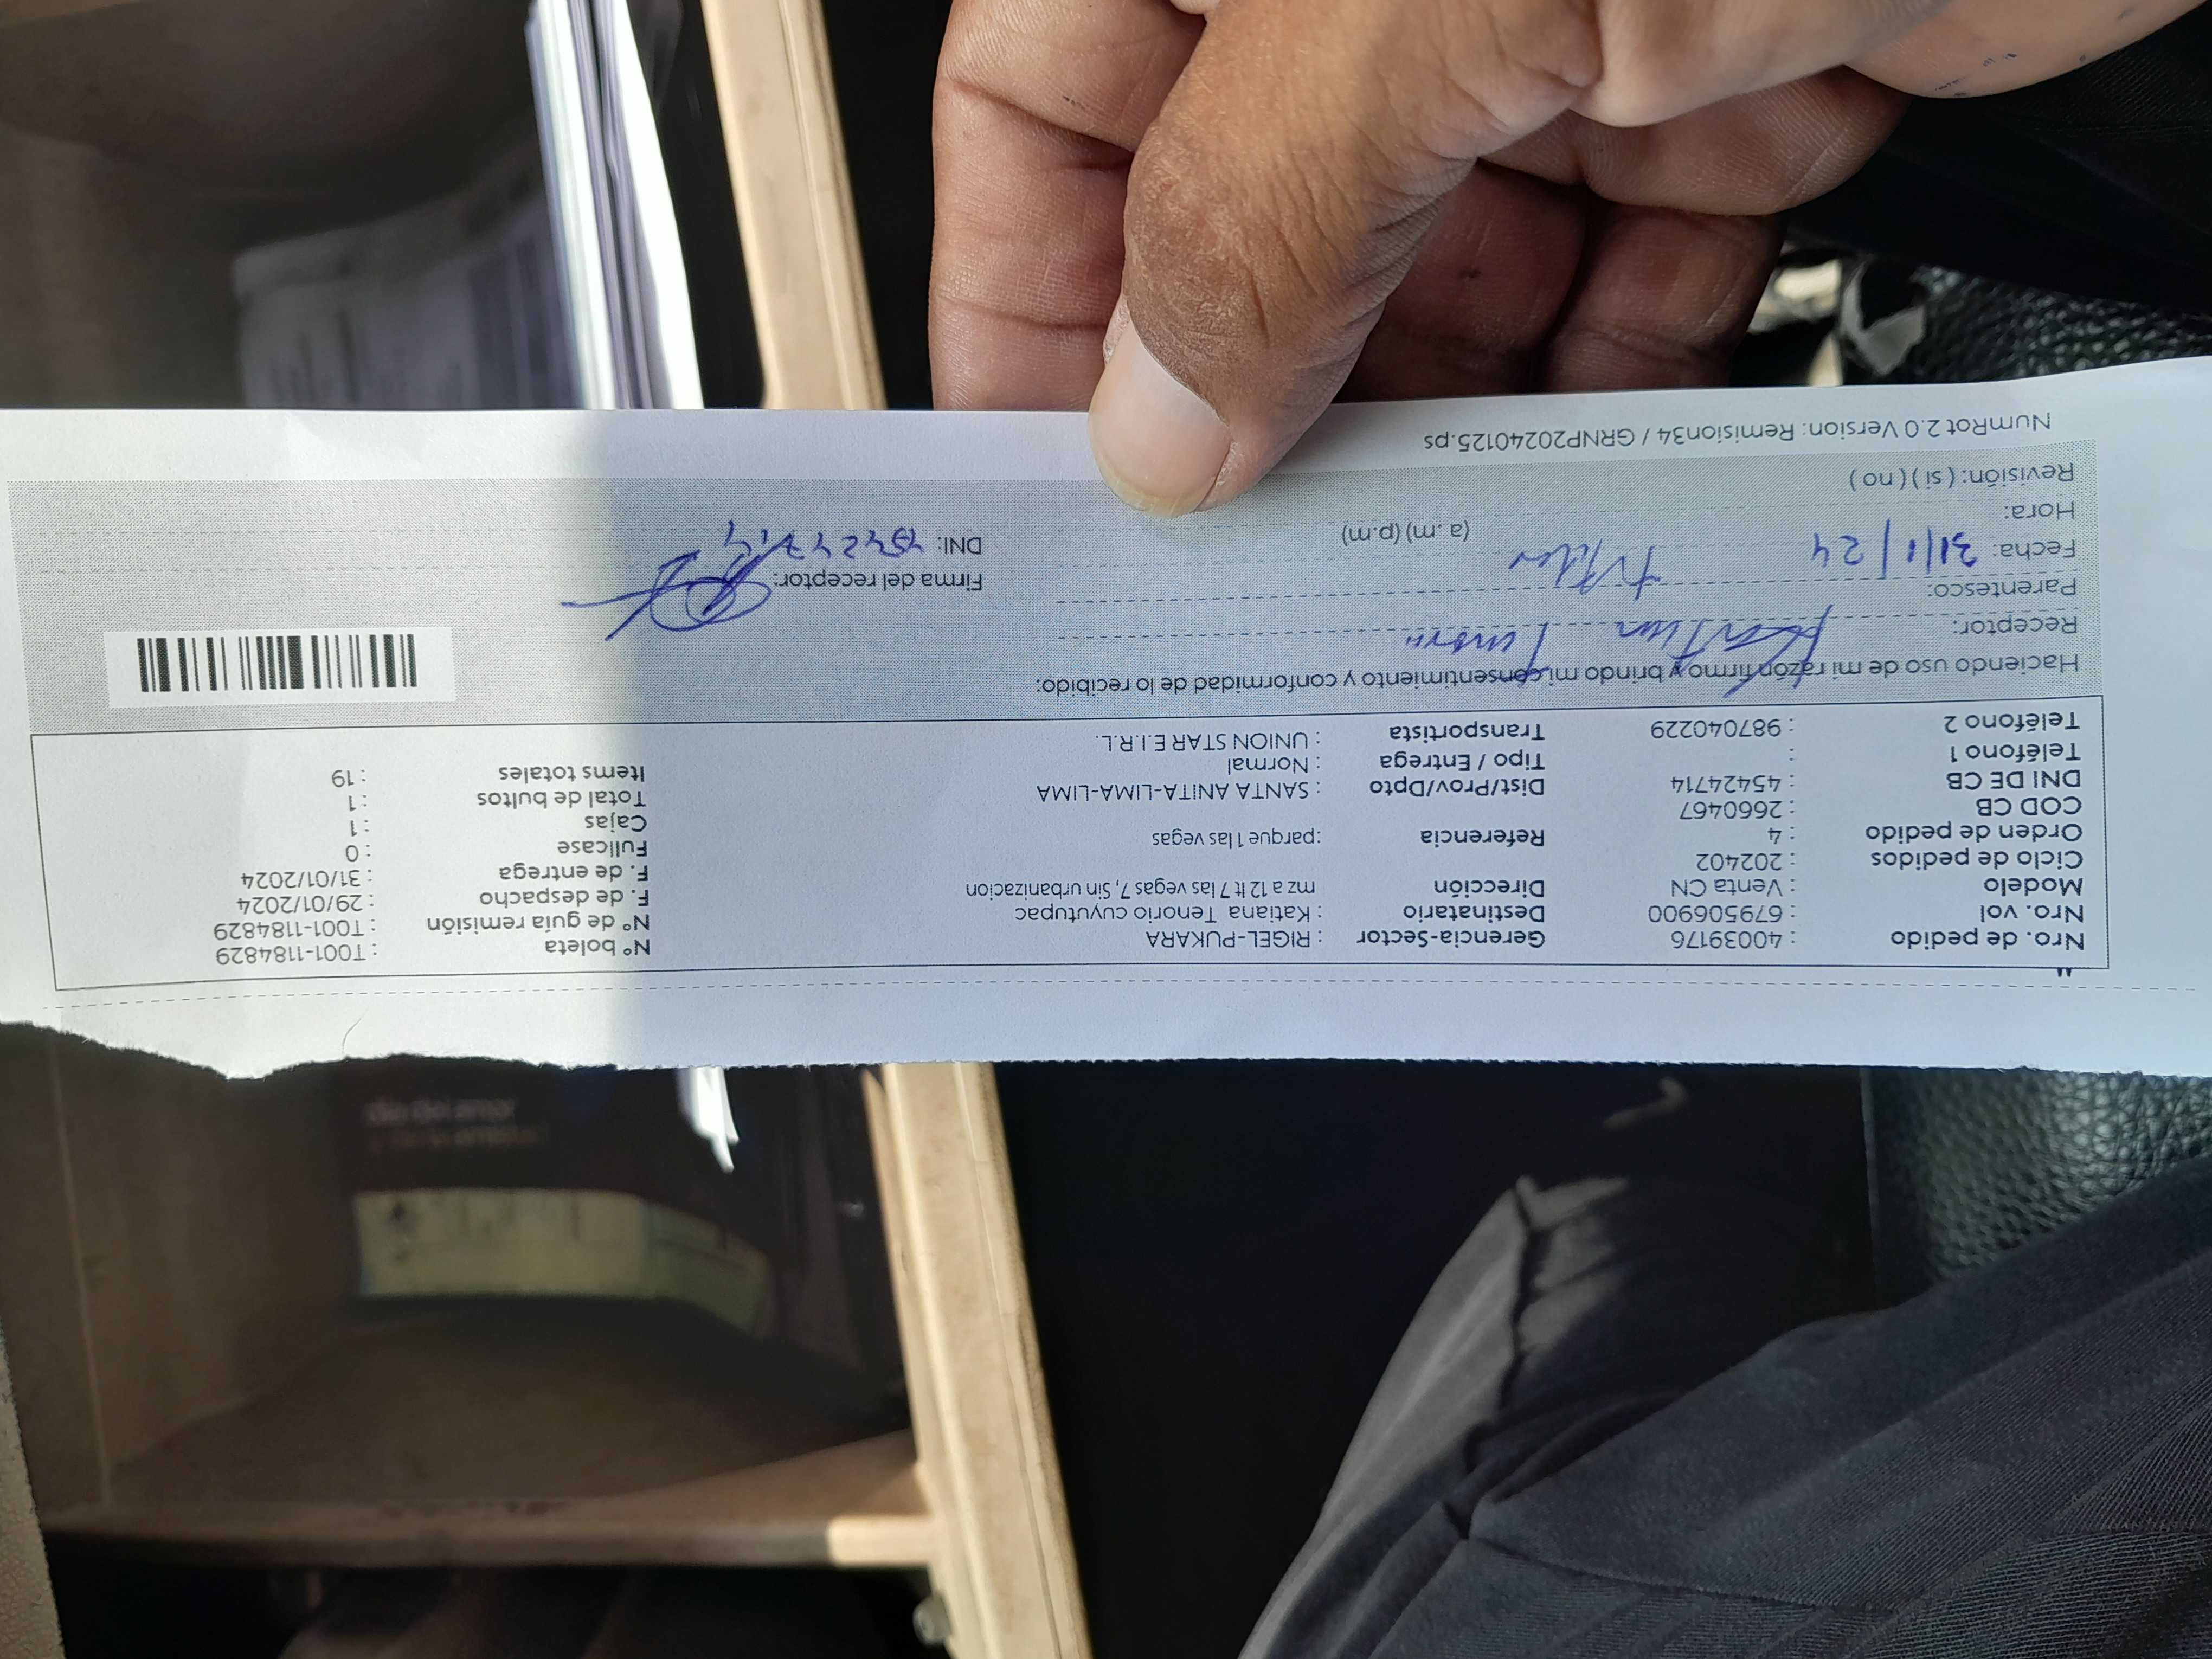 Nro. de pedido : 40039176 Gerencia-Sector : RIGEL-PUKARA N° boleta : T001-1184829
Nro. vol : 679506900 Destinatario : Katiana Tenorio cuyutupac N° de guía remisión : T001-1184829
Modelo : Venta CN Dirección mz a 12 lt 7 las vegas 7, Sin urbanizacion F. de despacho : 29/01/2024
Ciclo de pedidos : 202402 F. de entrega : 31/01/2024
Orden de pedido : 4 Referencia :parque 1 las vegas Fullcase : 0
COD CB : 2660467 Cajas : 1
DNI DE CB : 45424714 Dist/Prov/Dpto : SANTA ANITA-LIMA-LIMA Total de bultos : 1
Teléfono 1 : Tipo / Entrega : Normal Items totales : 19
Teléfono 2 : 987040229 Transportista : UNION STAR E.I.R.L.
Haciendo uso de mi razón firmo y brindo mi consentimiento y conformidad de lo recibido:
Receptor:
Parentesco: Firma del receptor:
Fecha: 31/1/24 DNI: 45424714
Hora: (a .m) (p.m)
Revisión: ( si ) ( no )
NumRot 2.0 Version: Remision34 / GRNP20240125.ps